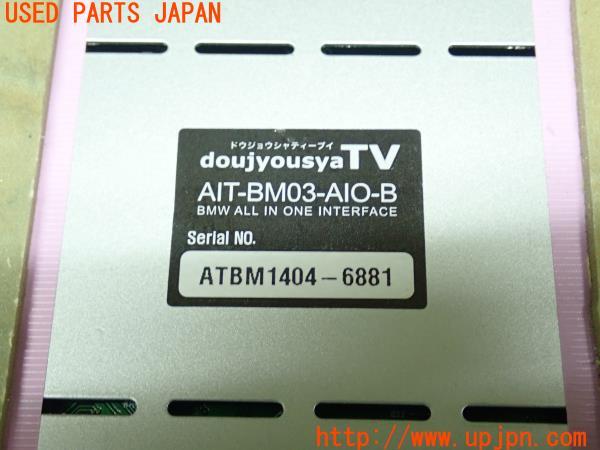 USED PARTS JAPAN
ドウジョウシャティーブイ
doujyousyaTV
AIT-BM03-AIO-B
BMW ALL IN ONE INTERFACE
Serial NO.
ATBM1404-6881
http://www.upjpn.com